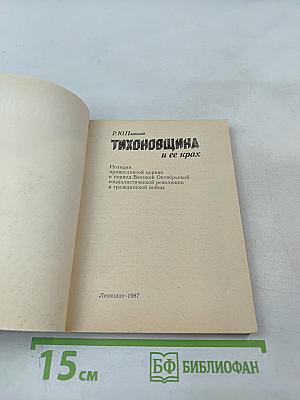 Р.Ю.Плаксин
ТИХОНОВЩИНА
и ее крах
Позиция
православной церкви
в период Великой Октябрьской
социалистической революции
и гражданской войны
Лениздат·1987
15 см
БФ БИБЛИОФАН